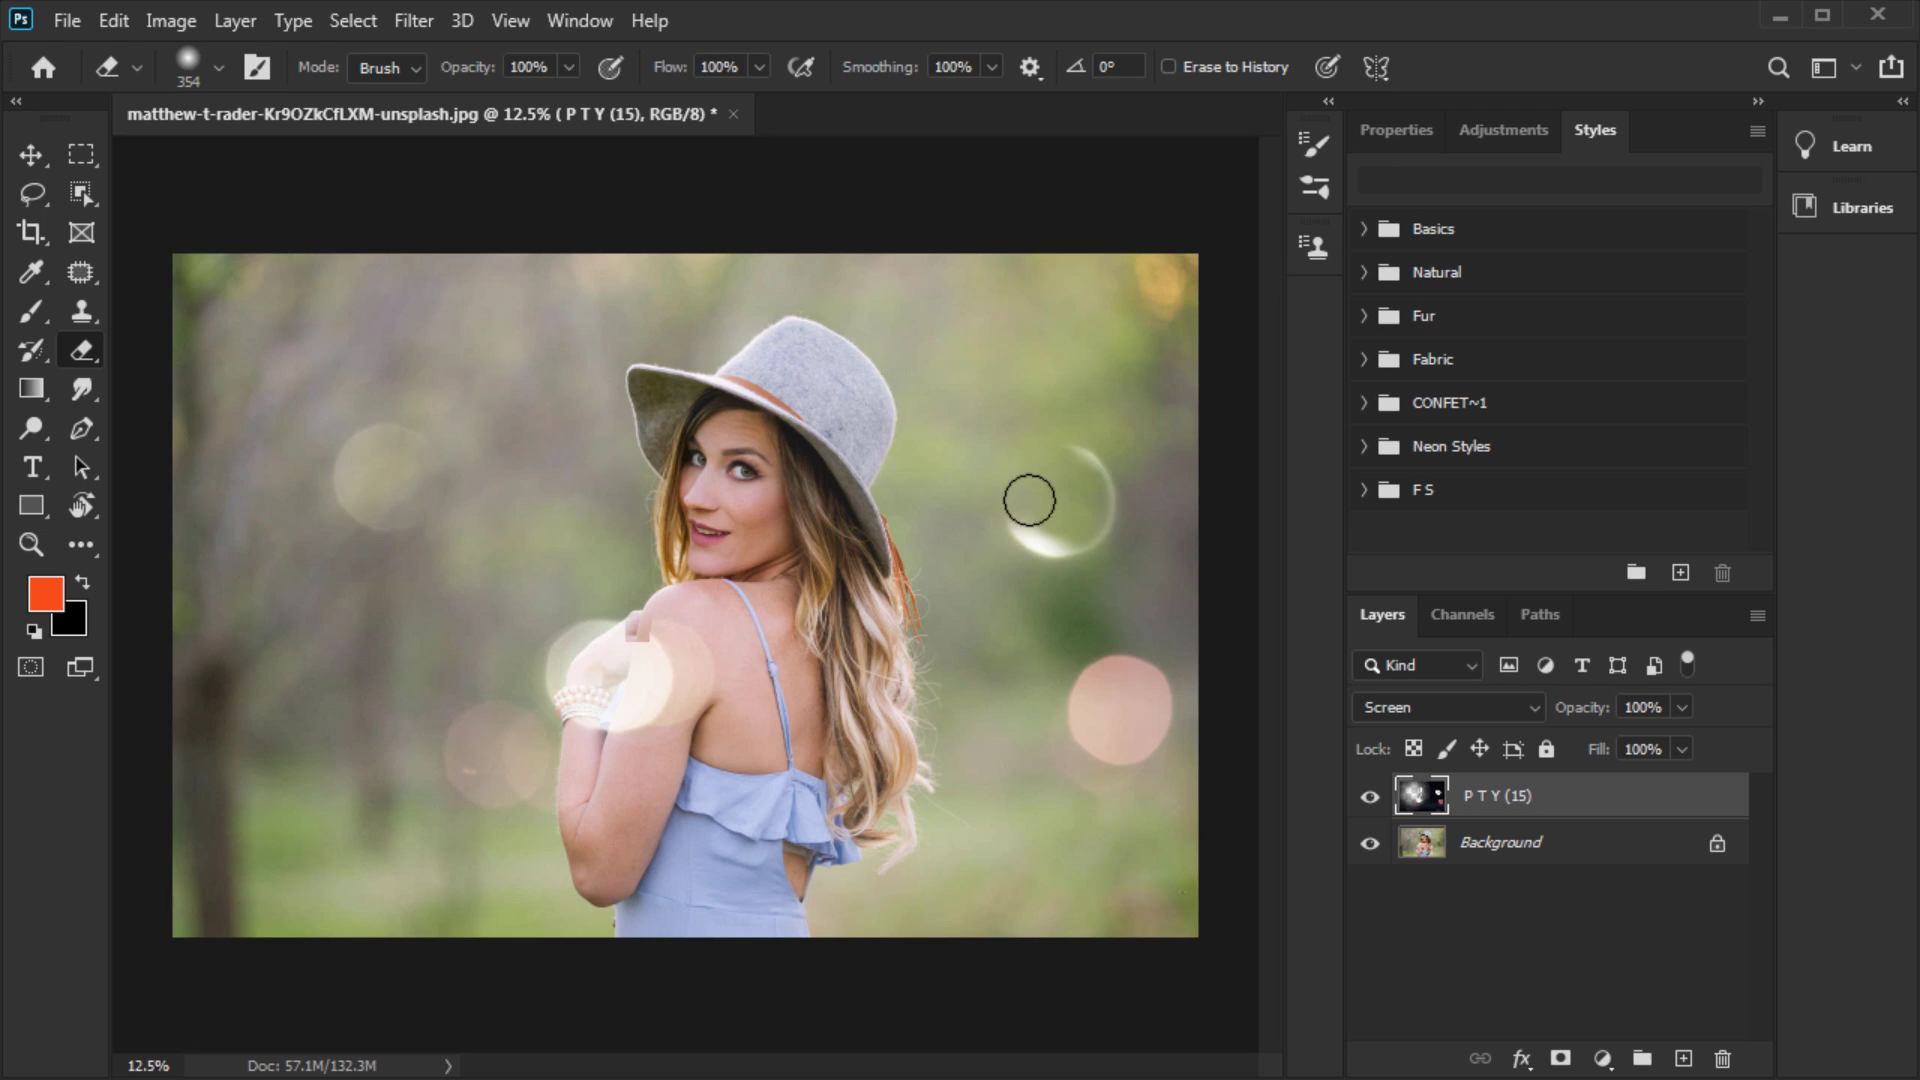 Ps File Edit Image Layer Type Select Filter 3D View Window Help
354 Mode: Brush Opacity: 100% Flow: 100% Smoothing: 100% 0° Erase to History
matthew-t-rader-Kr9OZkCfLXM-unsplash.jpg @ 12.5% ( P T Y (15), RGB/8) *
Properties Adjustments Styles
Learn
Libraries
Basics
Natural
Fur
Fabric
CONFET~1
Neon Styles
F S
Layers Channels Paths
Kind
Screen Opacity: 100%
Lock: Fill: 100%
P T Y (15)
Background
12.5% Doc: 57.1M/132.3M